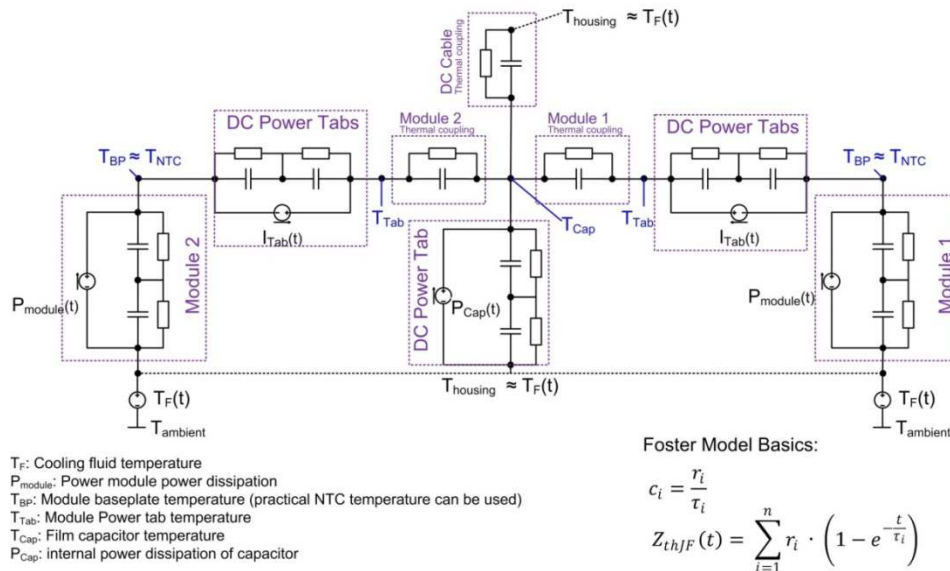 T_housing ≈ T_F(t)
DC Cable
Thermal coupling
Module 2
Thermal coupling
Module 1
Thermal coupling
DC Power Tabs
DC Power Tabs
T_BP ≈ T_NTC
T_BP ≈ T_NTC
T_Tab
T_Cap
T_Tab
I_Tab(t)
I_Tab(t)
P_module(t)
Module 2
DC Power Tab
P_Cap(t)
P_module(t)
Module 1
T_housing ≈ T_F(t)
T_F(t)
T_F(t)
T_ambient
T_ambient
T_F: Cooling fluid temperature
P_module: Power module power dissipation
T_BP: Module baseplate temperature (practical NTC temperature can be used)
T_Tab: Module Power tab temperature
T_Cap: Film capacitor temperature
P_Cap: internal power dissipation of capacitor
Foster Model Basics:
c_i = r_i / τ_i
Z_thJF(t) = ∑_{i=1}^{n} r_i · (1 − e^{−t/τ_i})